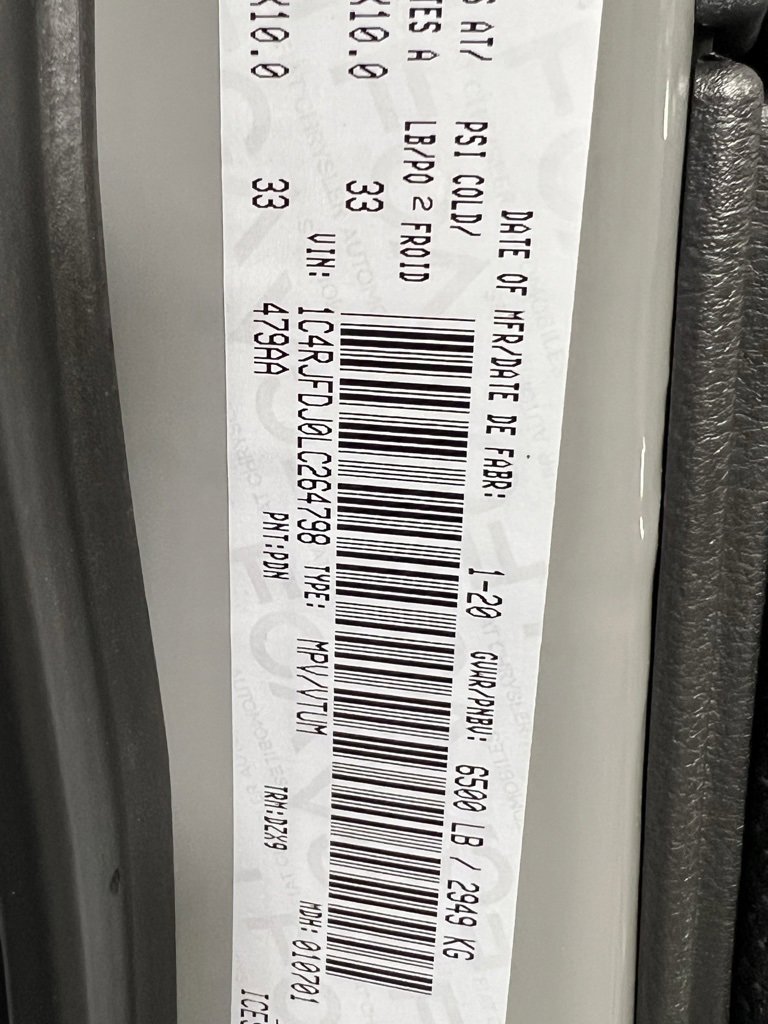 DATE OF MFR/DATE DE FABR: 1-20 GVWR/PNBV: 6500 LB / 2949 KG
S AT/ PSI COLD/
TES A LB/PO 2 FROID
X10.0 33
VIN: 1C4RJFDJ0LC264798 TYPE: MPV/VTUM MDH: 010701
X10.0 33
479AA PNT:PDN TRM:DZX9